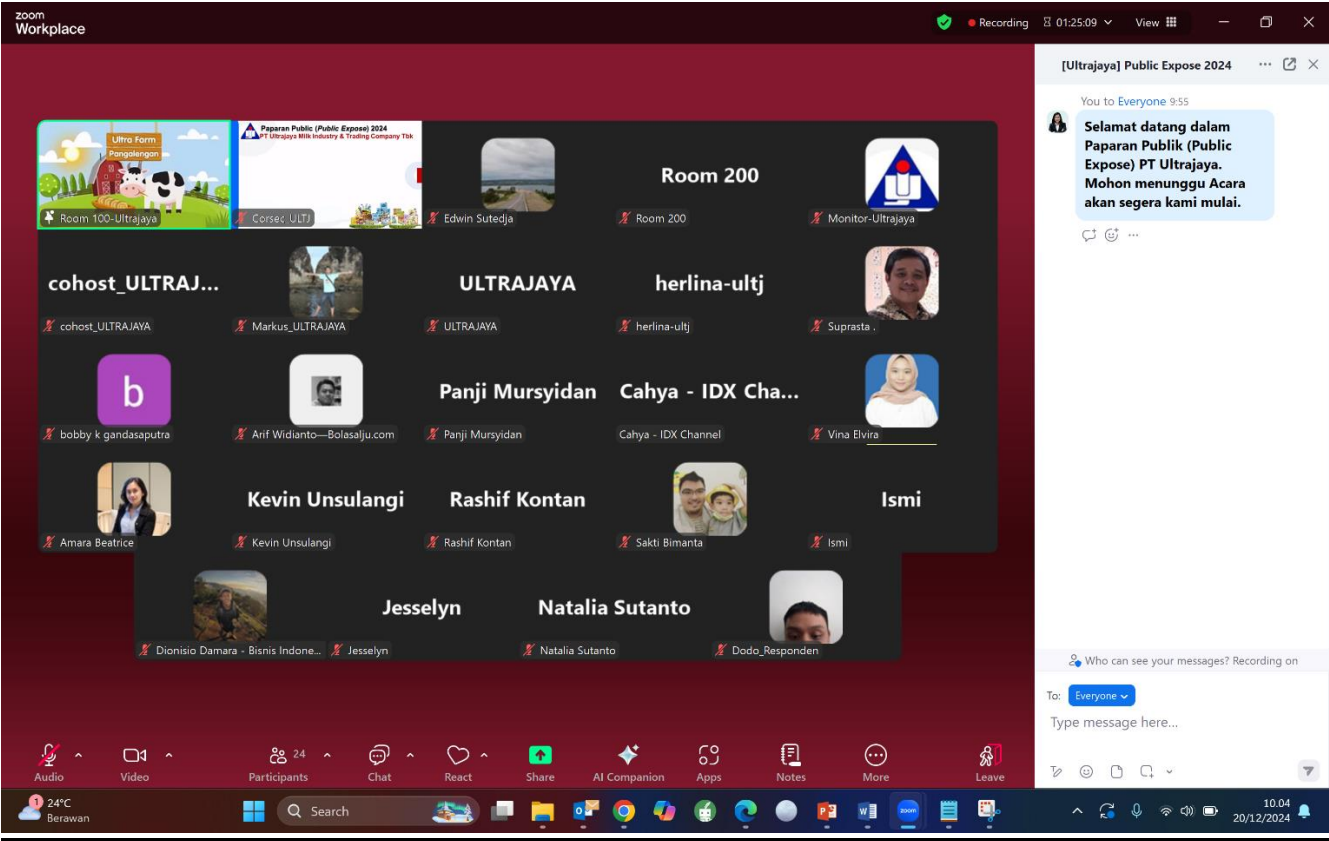 zoom
Workplace
Recording
01:25:09
View
Ultra Farm
Pangalengan
Room 100-Ultrajaya
Paparan Public (Public Expose) 2024
PT Ultrajaya Milk Industry & Trading Company Tbk
Corsec ULTJ
Edwin Sutedja
Room 200
Room 200
Monitor-Ultrajaya
cohost_ULTRAJ...
cohost_ULTRAJAYA
Markus_ULTRAJAYA
ULTRAJAYA
ULTRAJAYA
herlina-ultj
herlina-ultj
Suprasta .
b
bobby k gandasaputra
Arif Widianto—Bolasalju.com
Panji Mursyidan
Panji Mursyidan
Cahya - IDX Cha...
Cahya - IDX Channel
Vina Elvira
Amara Beatrice
Kevin Unsulangi
Kevin Unsulangi
Rashif Kontan
Rashif Kontan
Sakti Bimanta
Ismi
Ismi
Dionisio Damara - Bisnis Indone...
Jesselyn
Jesselyn
Natalia Sutanto
Natalia Sutanto
Dodo_Responden
[Ultrajaya] Public Expose 2024
You to Everyone 9:55
Selamat datang dalam
Paparan Publik (Public
Expose) PT Ultrajaya.
Mohon menunggu Acara
akan segera kami mulai.
Who can see your messages? Recording on
To: Everyone
Type message here...
Audio
Video
24
Participants
Chat
React
Share
AI Companion
Apps
Notes
More
Leave
1
24°C
Berawan
Search
zoom
10.04
20/12/2024